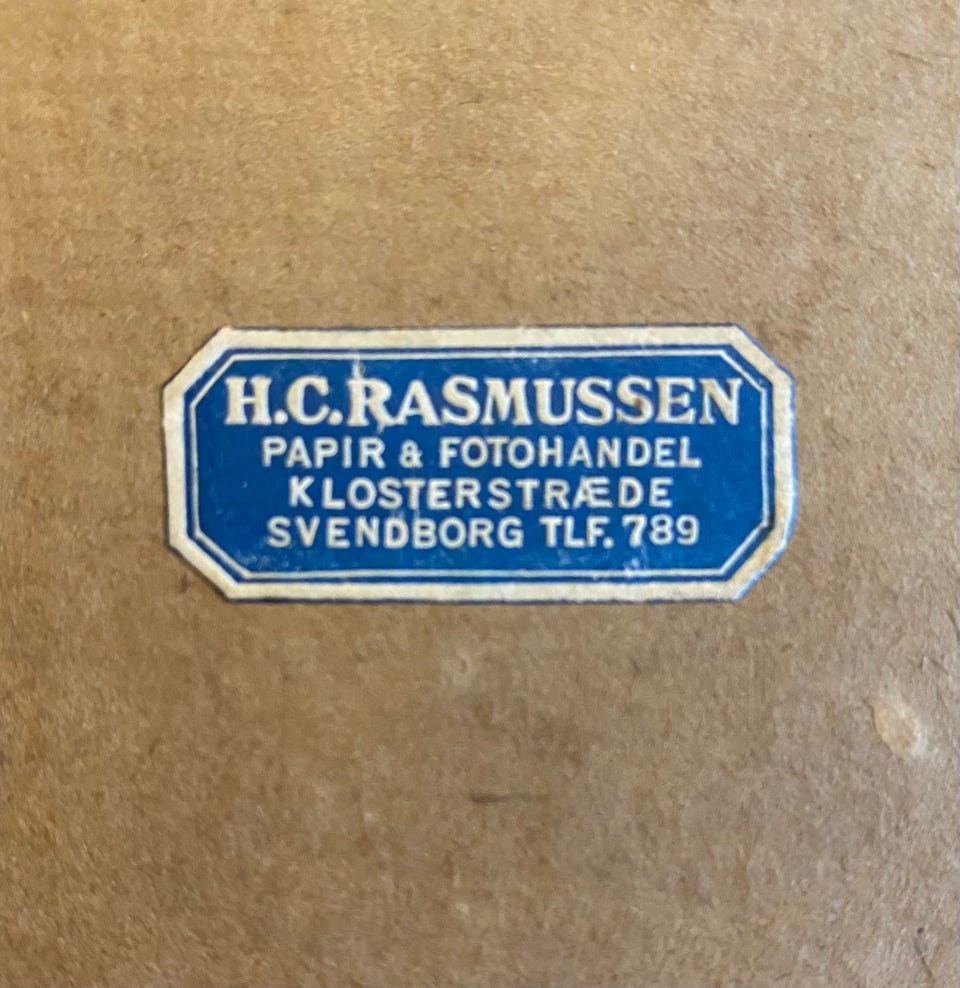 H.C.RASMUSSEN
PAPIR & FOTOHANDEL
KLOSTERSTRÆDE
SVENDBORG TLF. 789